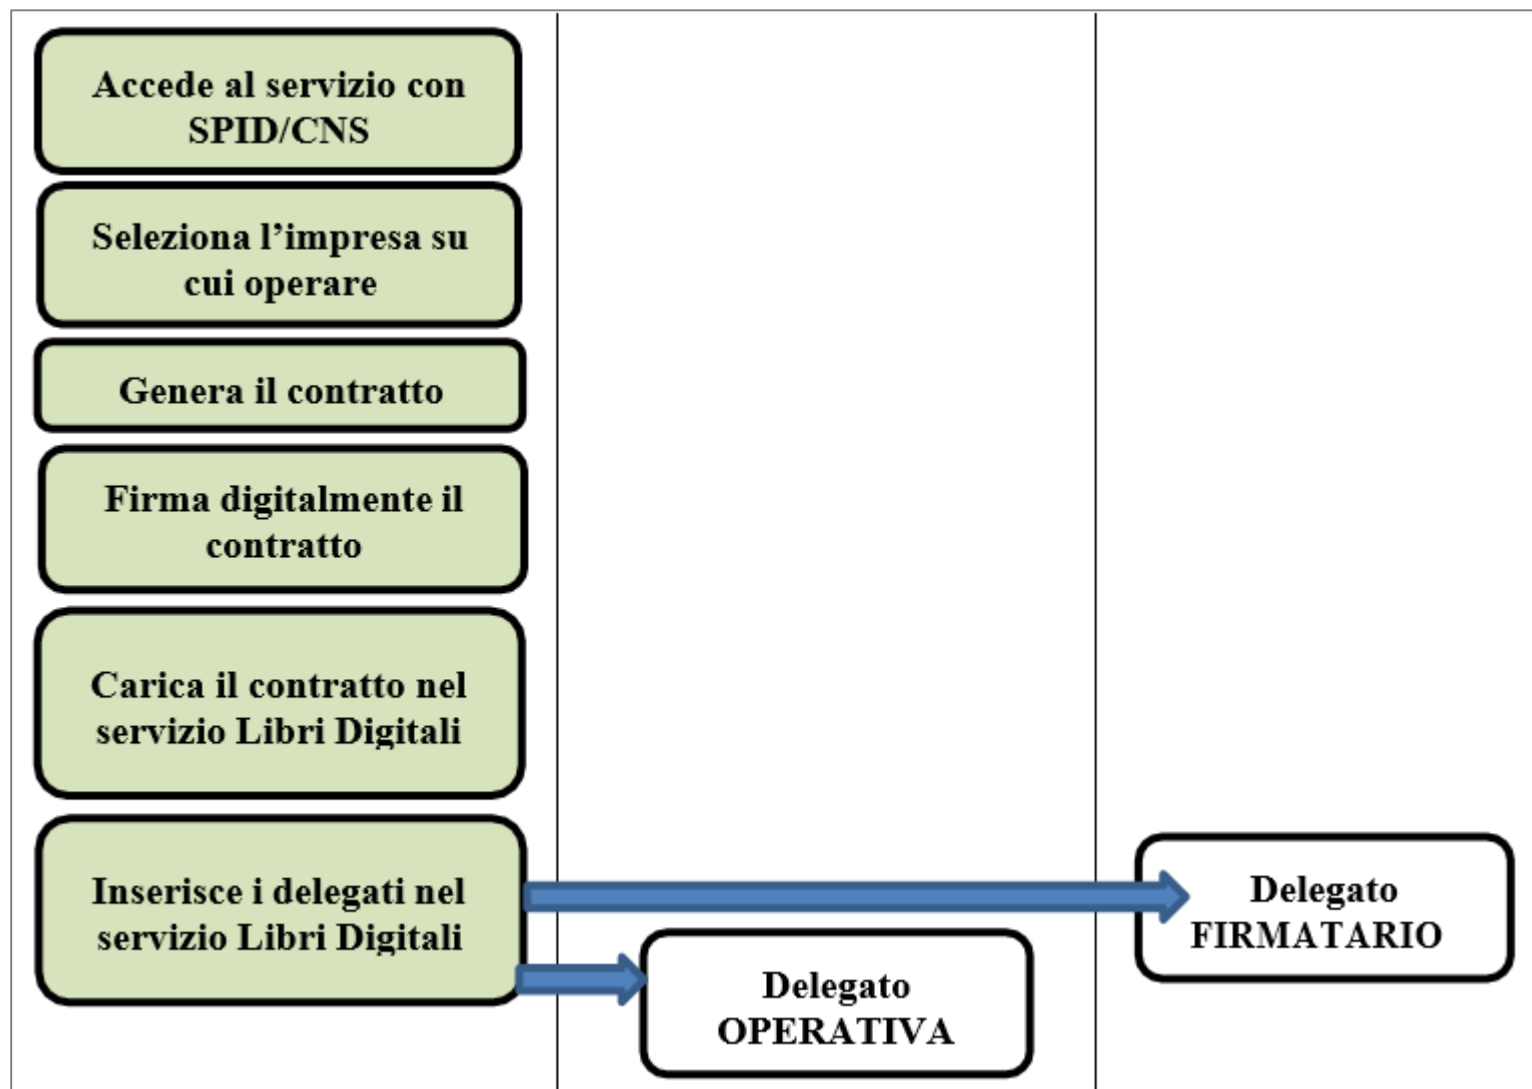 Accede al servizio con
SPID/CNS
Seleziona l’impresa su
cui operare
Genera il contratto
Firma digitalmente il
contratto
Carica il contratto nel
servizio Libri Digitali
Inserisce i delegati nel
servizio Libri Digitali
Delegato
OPERATIVA
Delegato
FIRMATARIO